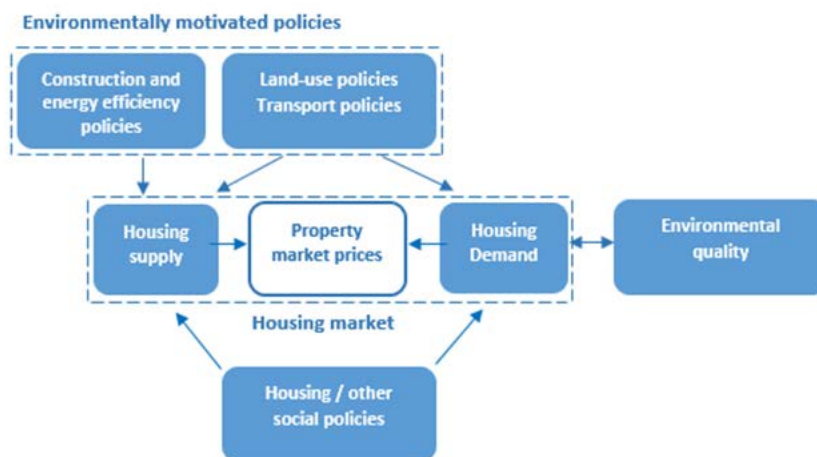 Environmentally motivated policies
Construction and
energy efficiency
policies
Land-use policies
Transport policies
Housing
supply
Property
market prices
Housing
Demand
Environmental
quality
Housing market
Housing / other
social policies